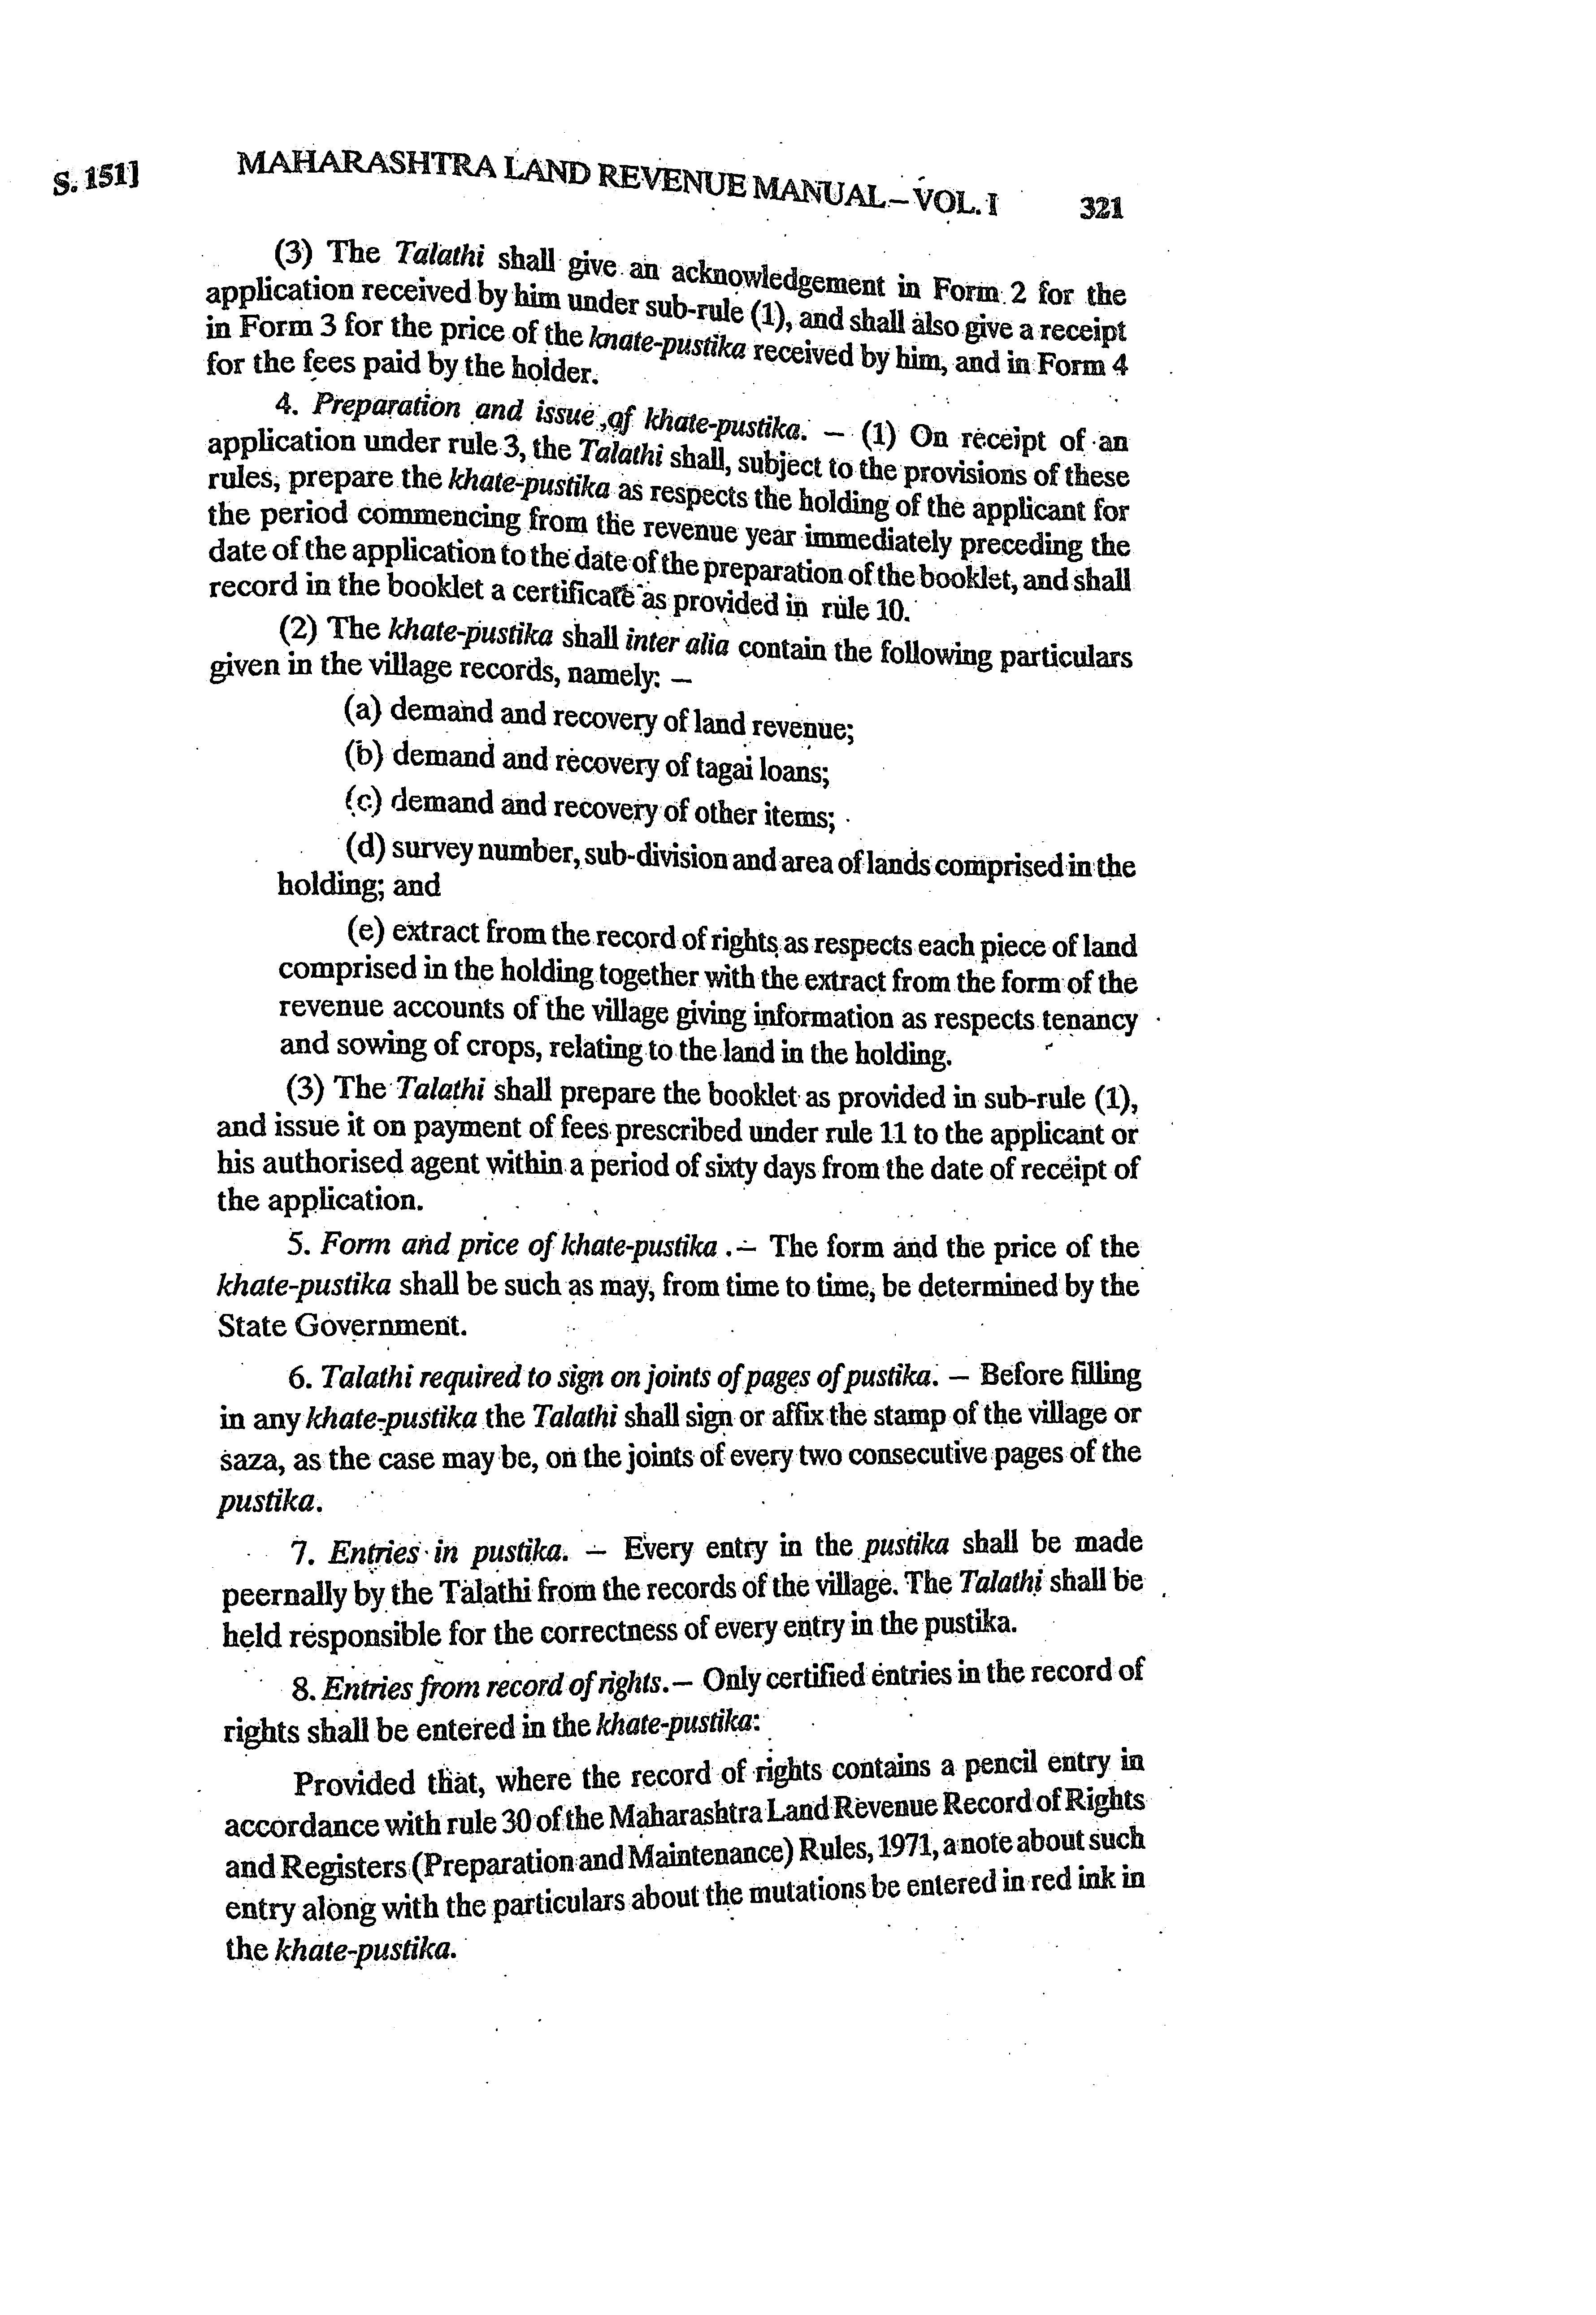 S. 151] MAHARASHTRA LAND REVENUE MANUAL – VOL. I 321
(3) The Talathi shall give an acknowledgement in Form 2 for the
application received by him under sub-rule (1), and shall also give a receipt
in Form 3 for the price of the knate-pustika received by him, and in Form 4
for the fees paid by the holder.
4. Preparation and issue of khate-pustika. – (1) On receipt of an
application under rule 3, the Talathi shall, subject to the provisions of these
rules, prepare the khate-pustika as respects the holding of the applicant for
the period commencing from the revenue year immediately preceding the
date of the application to the date of the preparation of the booklet, and shall
record in the booklet a certificate as provided in rule 10.
(2) The khate-pustika shall inter alia contain the following particulars
given in the village records, namely: –
(a) demand and recovery of land revenue;
(b) demand and recovery of tagai loans;
(c) demand and recovery of other items;
(d) survey number, sub-division and area of lands comprised in the
holding; and
(e) extract from the record of rights as respects each piece of land
comprised in the holding together with the extract from the form of the
revenue accounts of the village giving information as respects tenancy
and sowing of crops, relating to the land in the holding.
(3) The Talathi shall prepare the booklet as provided in sub-rule (1),
and issue it on payment of fees prescribed under rule 11 to the applicant or
his authorised agent within a period of sixty days from the date of receipt of
the application.
5. Form and price of khate-pustika . – The form and the price of the
khate-pustika shall be such as may, from time to time, be determined by the
State Government.
6. Talathi required to sign on joints of pages of pustika. – Before filling
in any khate-pustika the Talathi shall sign or affix the stamp of the village or
saza, as the case may be, on the joints of every two consecutive pages of the
pustika.
7. Entries in pustika. – Every entry in the pustika shall be made
peernally by the Talathi from the records of the village. The Talathi shall be
held responsible for the correctness of every entry in the pustika.
8. Entries from record of rights. – Only certified entries in the record of
rights shall be entered in the khate-pustika:
Provided that, where the record of rights contains a pencil entry in
accordance with rule 30 of the Maharashtra Land Revenue Record of Rights
and Registers (Preparation and Maintenance) Rules, 1971, a note about such
entry along with the particulars about the mutations be entered in red ink in
the khate-pustika.